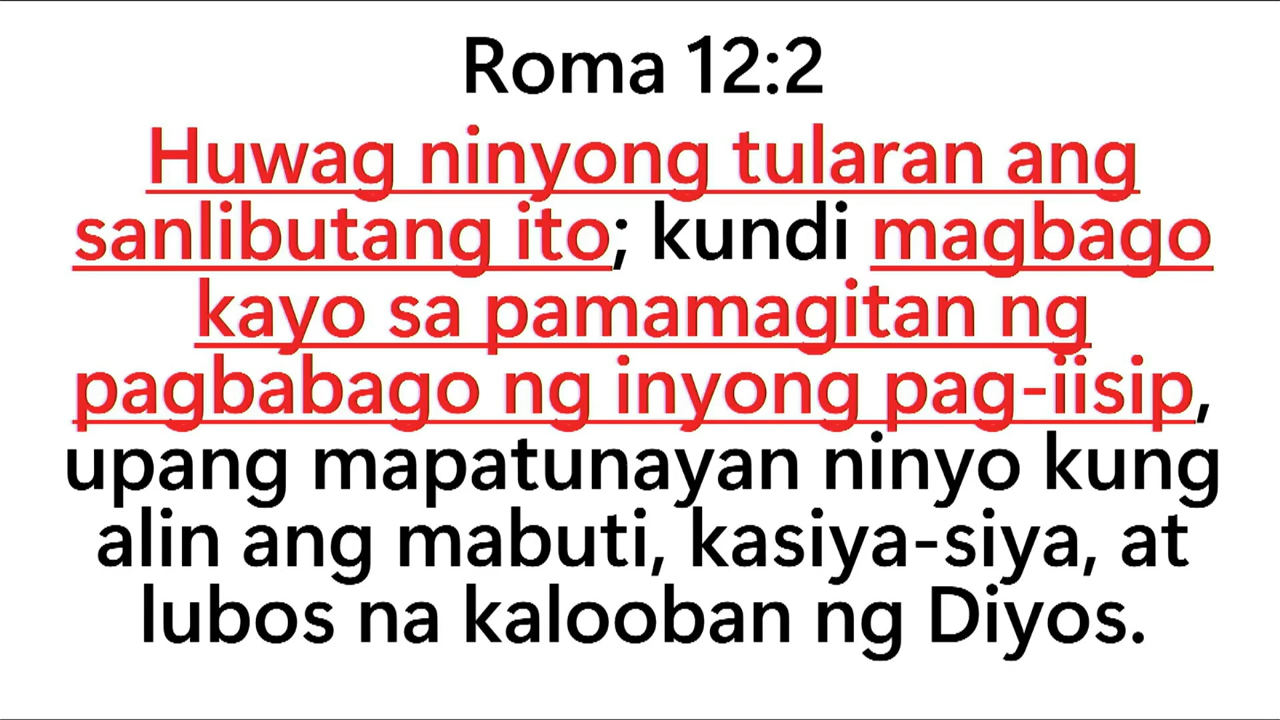 Roma 12:2
Huwag ninyong tularan ang
sanlibutang ito; kundi magbago
kayo sa pamamagitan ng
pagbabago ng inyong pag-iisip,
upang mapatunayan ninyo kung
alin ang mabuti, kasiya-siya, at
lubos na kalooban ng Diyos.